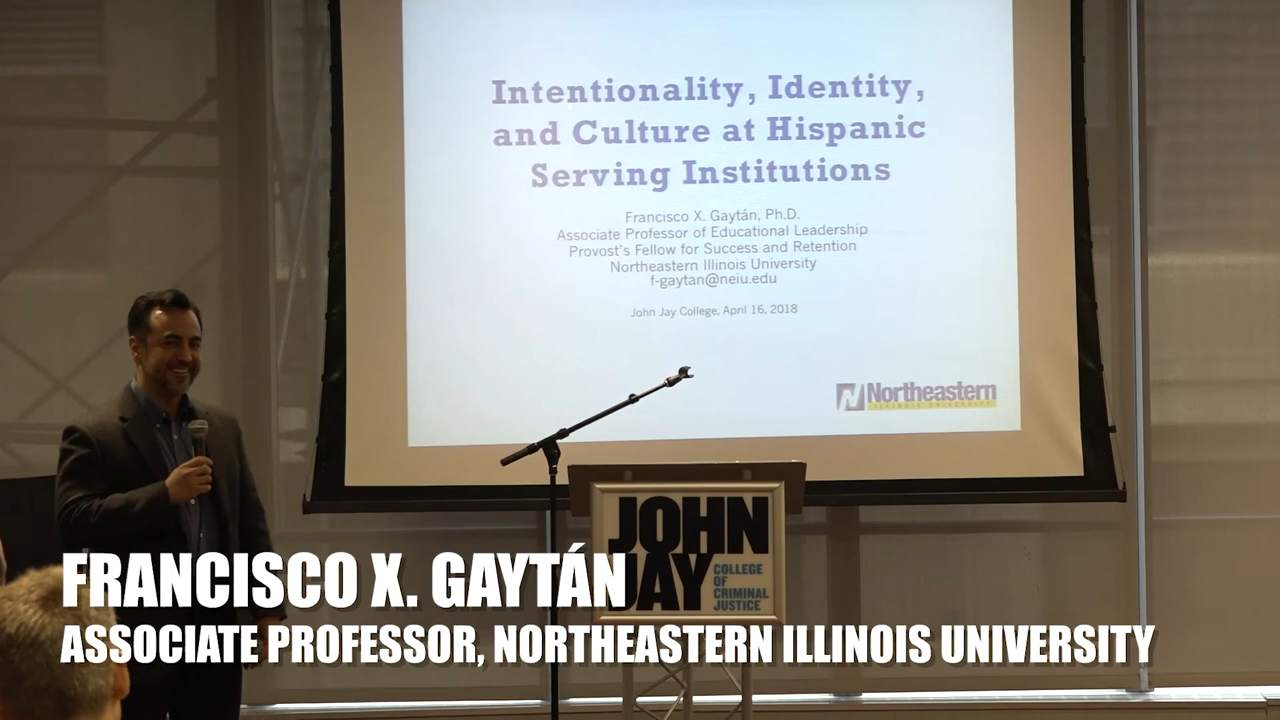 Intentionality, Identity,
and Culture at Hispanic
Serving Institutions
Francisco X. Gaytán, Ph.D.
Associate Professor of Educational Leadership
Provost's Fellow for Success and Retention
Northeastern Illinois University
f-gaytan@neiu.edu
John Jay College, April 16, 2018
N Northeastern
ILLINOIS UNIVERSITY
JOHN
JAY
COLLEGE
OF
CRIMINAL
JUSTICE
FRANCISCO X. GAYTÁN
ASSOCIATE PROFESSOR, NORTHEASTERN ILLINOIS UNIVERSITY